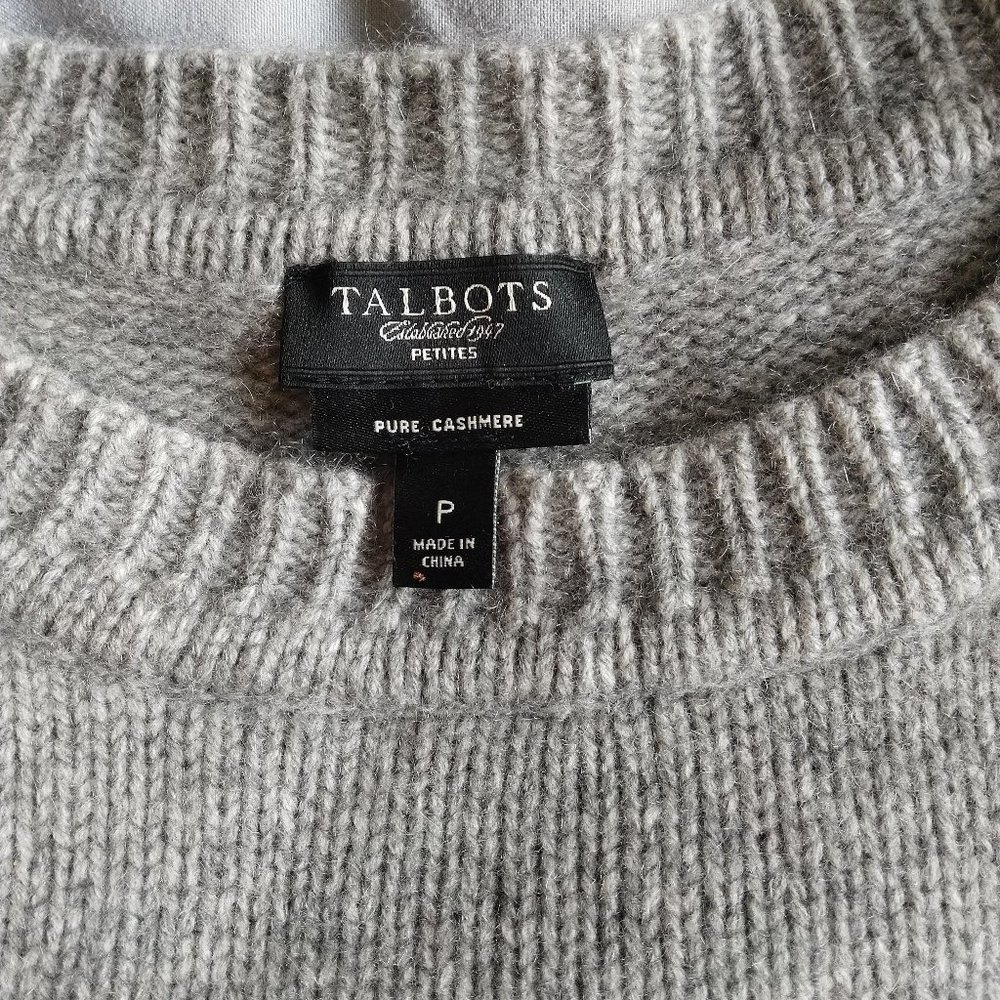 TALBOTS
Established 1947
PETITES
PURE CASHMERE
P
MADE IN
CHINA